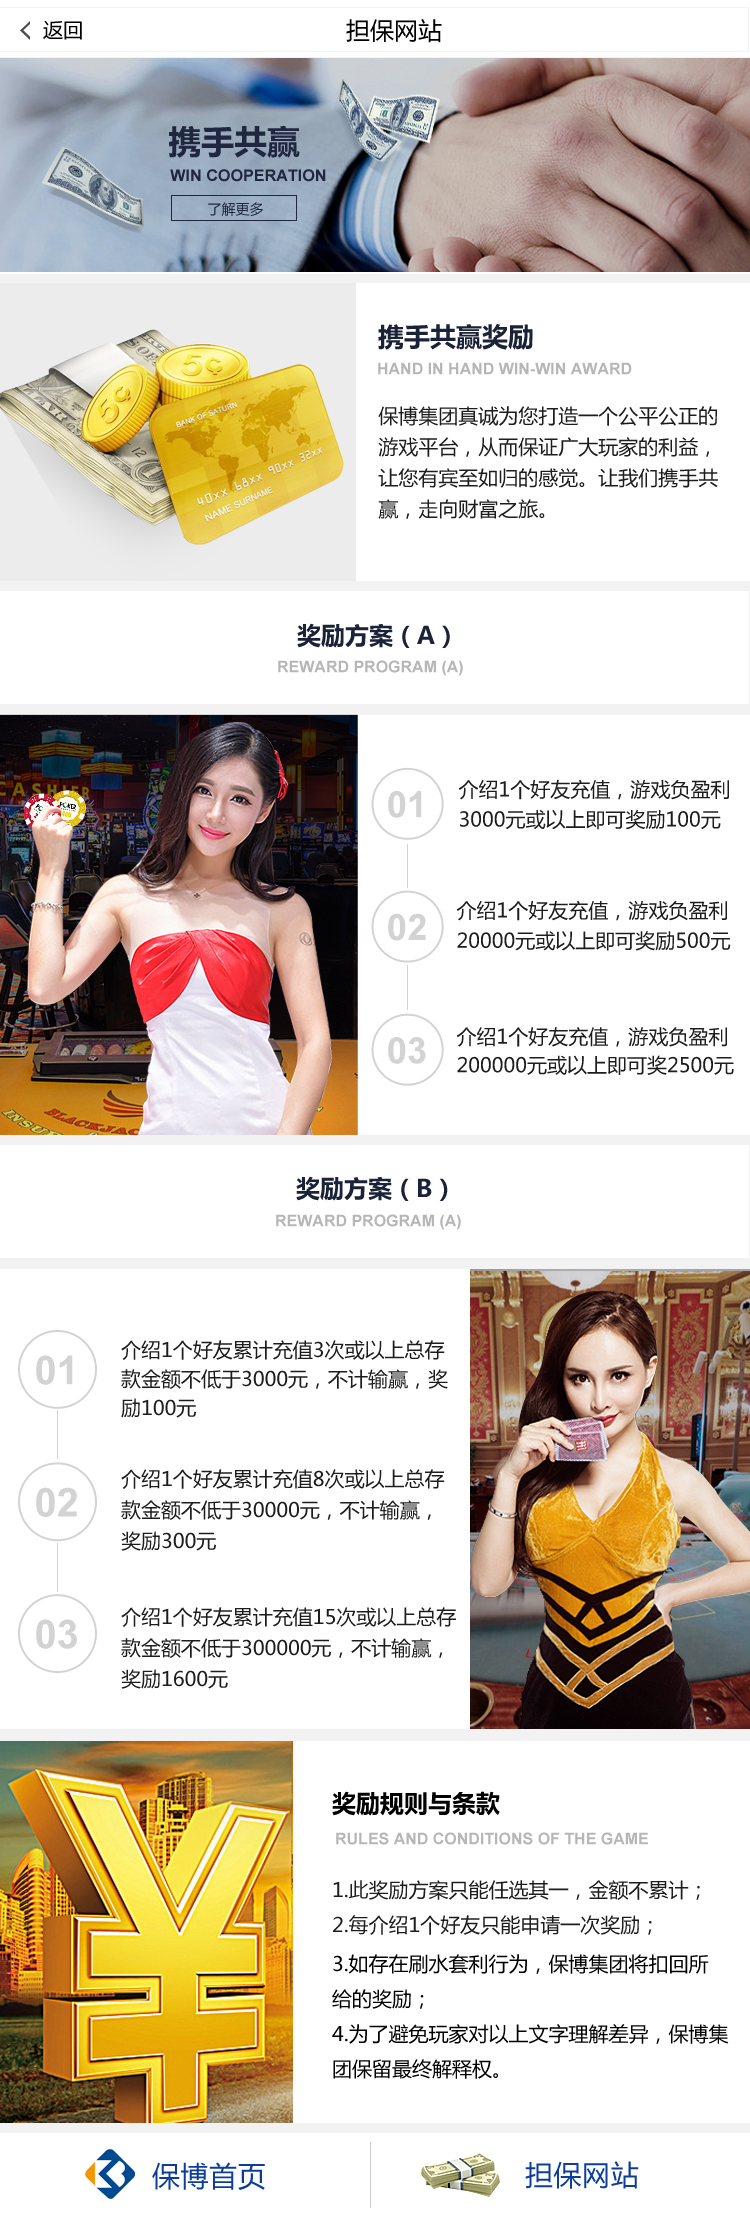 返回
担保网站
携手共赢
WIN COOPERATION
了解更多
5¢
5¢
BANK OF SATURN
40xx 68xx 90xx 32xx
NAME SURNAME
携手共赢奖励
HAND IN HAND WIN-WIN AWARD
保博集团真诚为您打造一个公平公正的
游戏平台，从而保证广大玩家的利益，
让您有宾至如归的感觉。让我们携手共
赢，走向财富之旅。
奖励方案（A）
REWARD PROGRAM (A)
CASHIER
01
介绍1个好友充值，游戏负盈利
3000元或以上即可奖励100元
02
介绍1个好友充值，游戏负盈利
20000元或以上即可奖励500元
03
介绍1个好友充值，游戏负盈利
200000元或以上即可奖2500元
奖励方案（B）
REWARD PROGRAM (A)
01
介绍1个好友累计充值3次或以上总存
款金额不低于3000元，不计输赢，奖
励100元
02
介绍1个好友累计充值8次或以上总存
款金额不低于30000元，不计输赢，
奖励300元
03
介绍1个好友累计充值15次或以上总存
款金额不低于300000元，不计输赢，
奖励1600元
奖励规则与条款
RULES AND CONDITIONS OF THE GAME
1.此奖励方案只能任选其一，金额不累计；
2.每介绍1个好友只能申请一次奖励；
3.如存在刷水套利行为，保博集团将扣回所
给的奖励；
4.为了避免玩家对以上文字理解差异，保博集
团保留最终解释权。
保博首页
担保网站